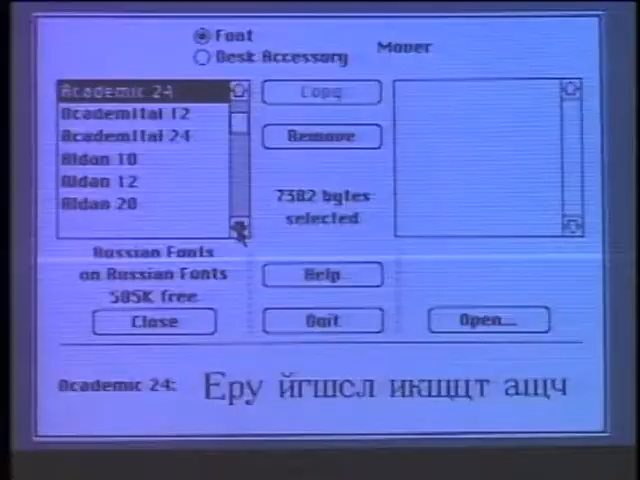 Font
Desk Accessory
Mover
Academic 24
AcademItal 12
AcademItal 24
Aldan 10
Aldan 12
Aldan 20
Copy
Remove
7382 bytes
selected
Russian Fonts
on Russian Fonts
505K free
Close
Help
Quit
Open...
Academic 24:
Еру йгшсл икщцт ащч